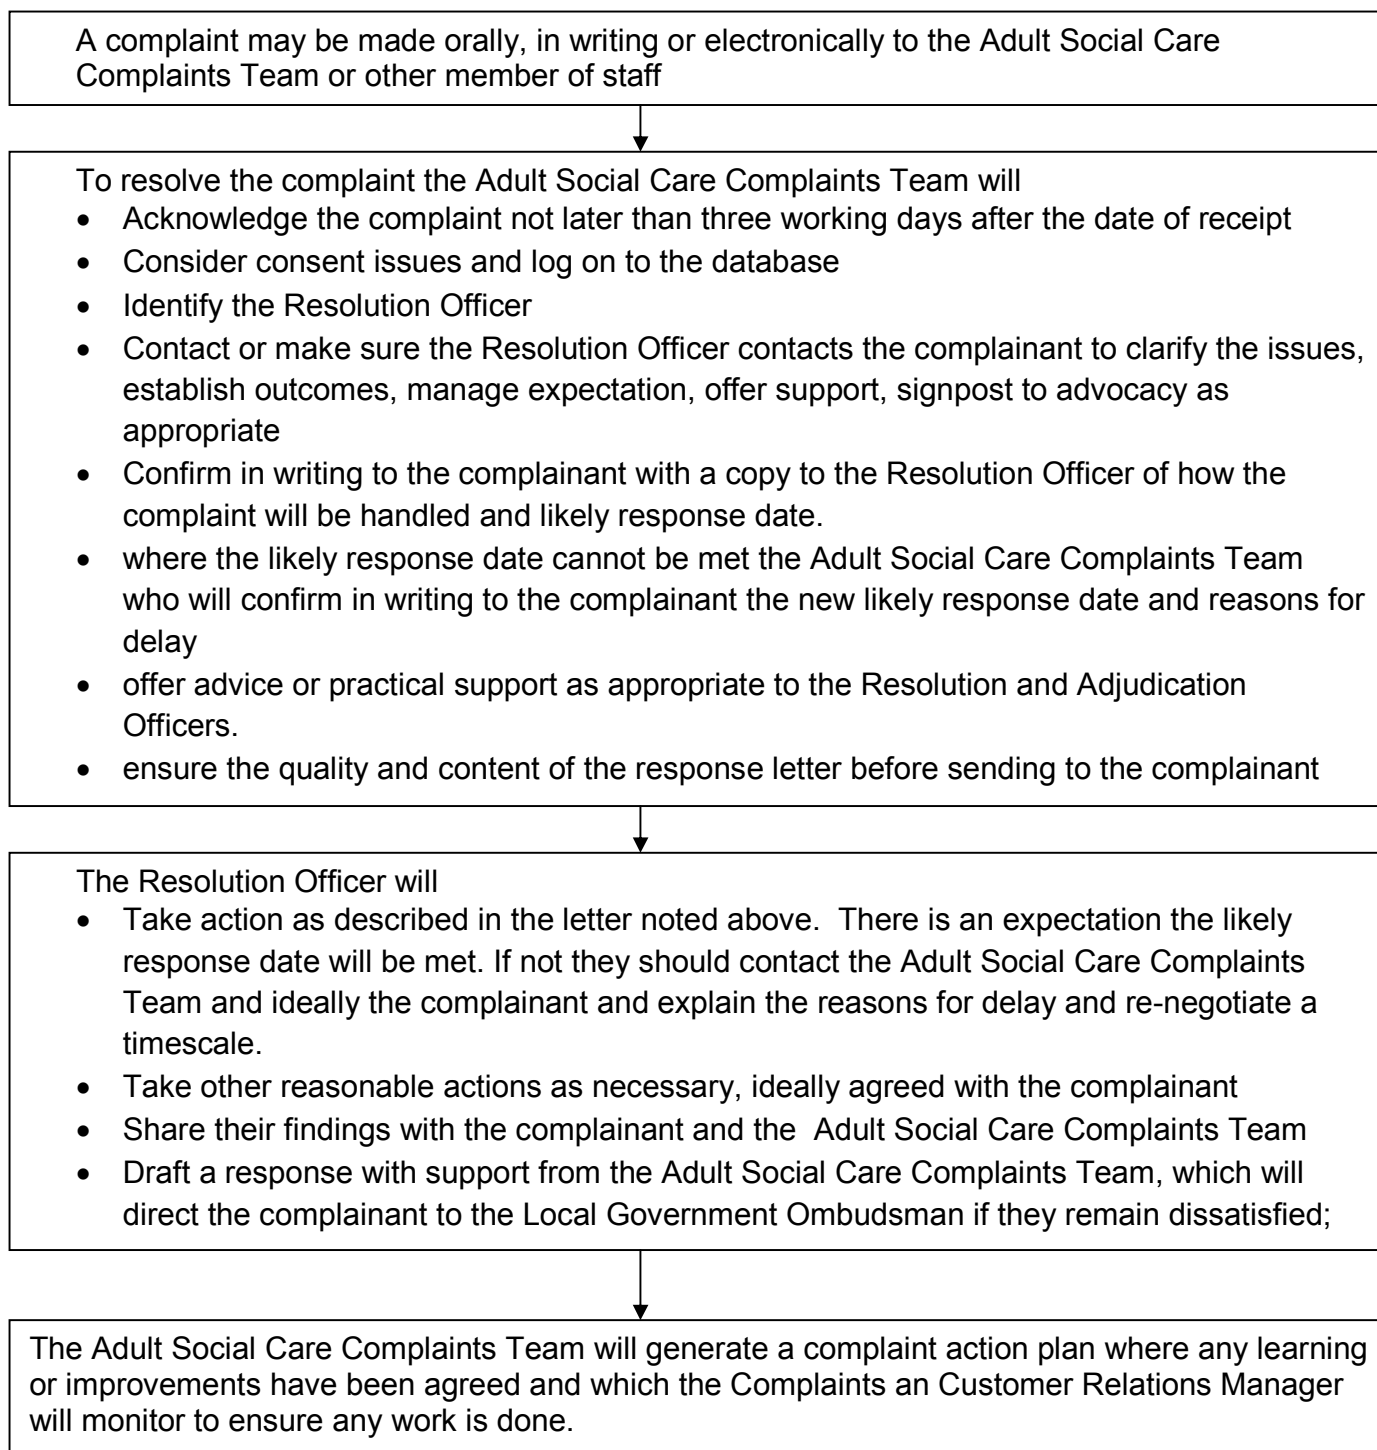 A complaint may be made orally, in writing or electronically to the Adult Social Care
Complaints Team or other member of staff
To resolve the complaint the Adult Social Care Complaints Team will
• Acknowledge the complaint not later than three working days after the date of receipt
• Consider consent issues and log on to the database
• Identify the Resolution Officer
• Contact or make sure the Resolution Officer contacts the complainant to clarify the issues,
establish outcomes, manage expectation, offer support, signpost to advocacy as
appropriate
• Confirm in writing to the complainant with a copy to the Resolution Officer of how the
complaint will be handled and likely response date.
• where the likely response date cannot be met the Adult Social Care Complaints Team
who will confirm in writing to the complainant the new likely response date and reasons for
delay
• offer advice or practical support as appropriate to the Resolution and Adjudication
Officers.
• ensure the quality and content of the response letter before sending to the complainant
The Resolution Officer will
• Take action as described in the letter noted above.  There is an expectation the likely
response date will be met. If not they should contact the Adult Social Care Complaints
Team and ideally the complainant and explain the reasons for delay and re-negotiate a
timescale.
• Take other reasonable actions as necessary, ideally agreed with the complainant
• Share their findings with the complainant and the  Adult Social Care Complaints Team
• Draft a response with support from the Adult Social Care Complaints Team, which will
direct the complainant to the Local Government Ombudsman if they remain dissatisfied;
The Adult Social Care Complaints Team will generate a complaint action plan where any learning
or improvements have been agreed and which the Complaints an Customer Relations Manager
will monitor to ensure any work is done.